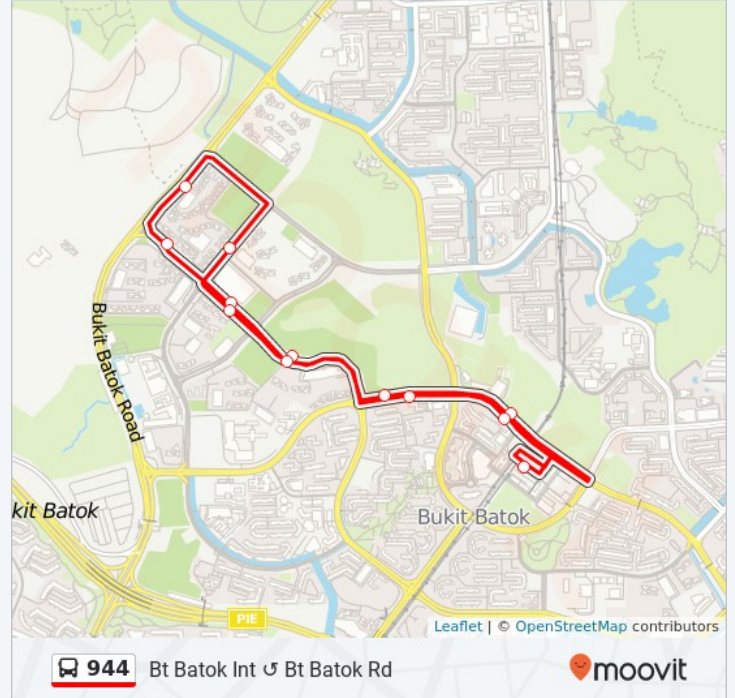 Bukit Batok Road
kit Batok
Bukit Batok
PIE
Leaflet | © OpenStreetMap contributors
944 Bt Batok Int ↺ Bt Batok Rd
moovit